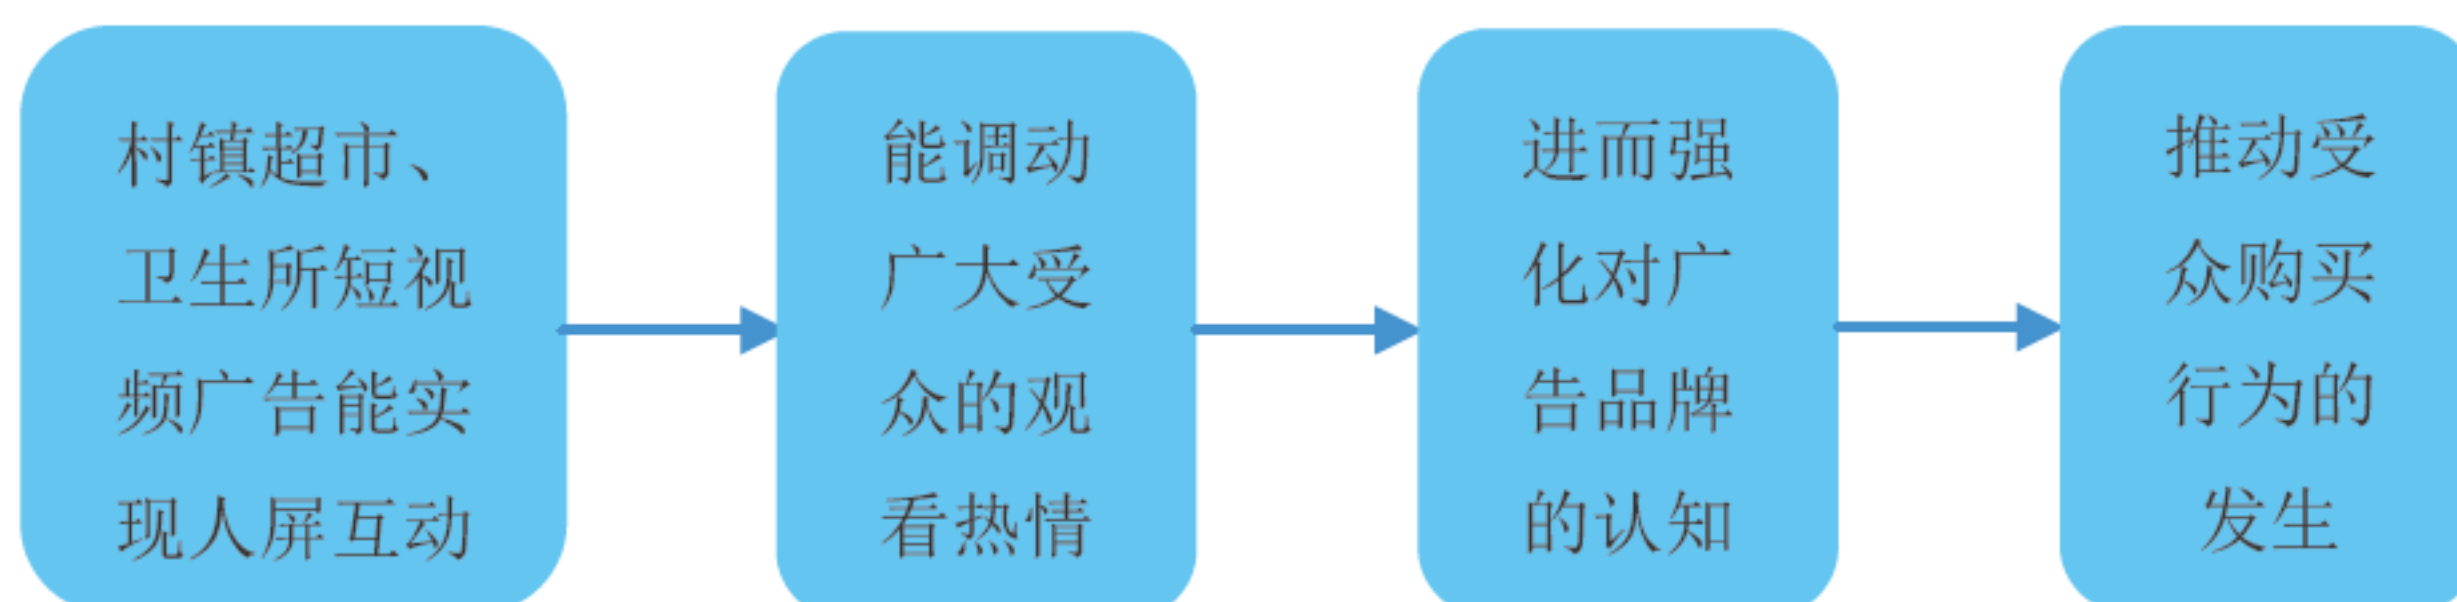 村镇超市、
卫生所短视
频广告能实
现人屏互动
能调动
广大受
众的观
看热情
进而强
化对广
告品牌
的认知
推动受
众购买
行为的
发生